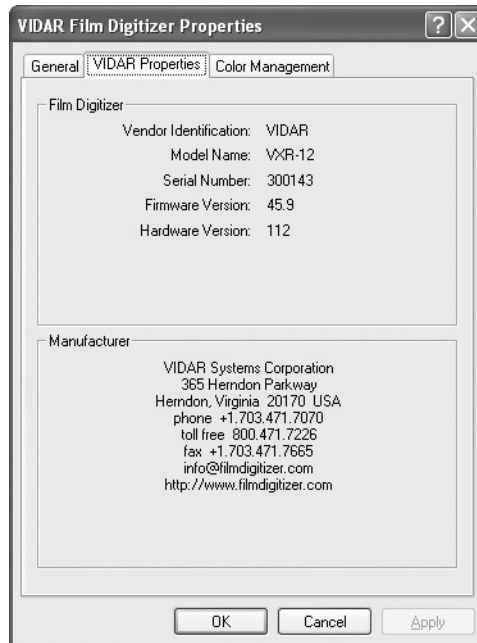 VIDAR Film Digitizer Properties
General VIDAR Properties Color Management
Film Digitizer
Vendor Identification: VIDAR
Model Name: VXR-12
Serial Number: 300143
Firmware Version: 45.9
Hardware Version: 112
Manufacturer
VIDAR Systems Corporation
365 Herndon Parkway
Herndon, Virginia 20170 USA
phone +1.703.471.7070
toll free 800.471.7226
fax +1.703.471.7665
info@filmdigitizer.com
http://www.filmdigitizer.com
OK Cancel Apply